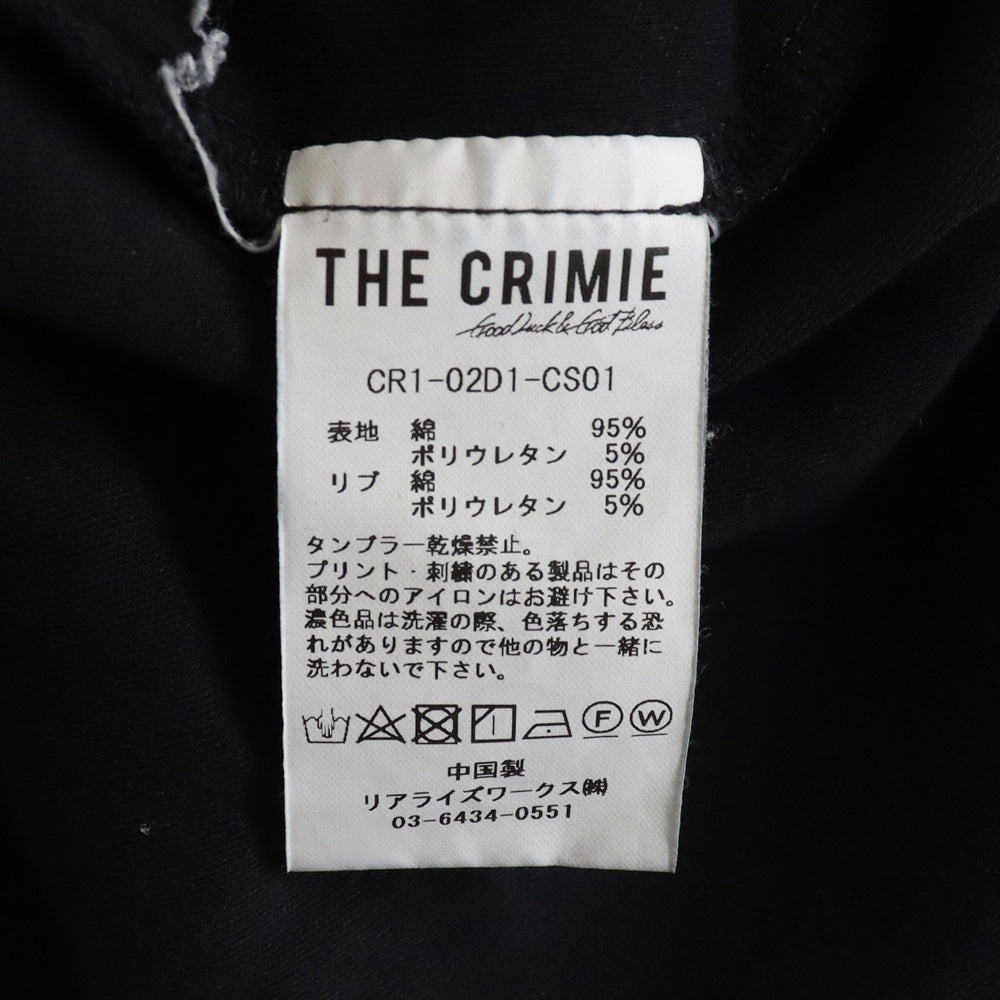 THE CRIMIE
Good Luck & God Bless
CR1-02D1-CS01
表地 綿 95%
ポリウレタン 5%
リブ 綿 95%
ポリウレタン 5%
タンブラー乾燥禁止。
プリント・刺繍のある製品はその
部分へのアイロンはお避け下さい。
濃色品は洗濯の際、色落ちする恐
れがありますので他の物と一緒に
洗わないで下さい。
F W
中国製
リアライズワークス㈱
03-6434-0551